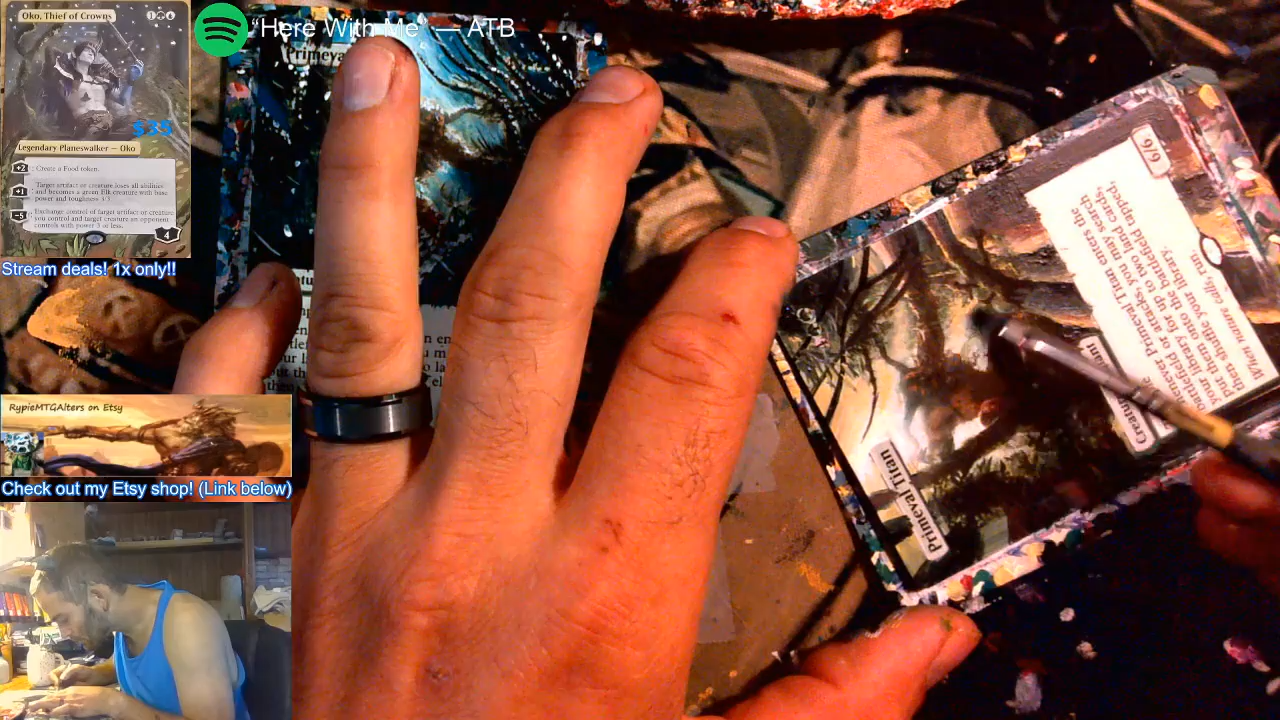 Oko, Thief of Crowns
"Here With Me" — ATB
$35
Legendary Planeswalker — Oko
+2 : Create a Food token.
+1 : Target artifact or creature loses all abilities
and becomes a green Elk creature with base
power and toughness 3/3.
−5 : Exchange control of target artifact or creature
you control and target creature an opponent
controls with power 3 or less.
4
Stream deals! 1x only!!
RypieMTGAlters on Etsy
Check out my Etsy shop! (Link below)
Primeval Titan
6/6
Primeval Titan enters the
battlefield or attacks, you may search
your library for up to two land cards,
put them onto the battlefield tapped,
then shuffle your library.
When nature calls, run.